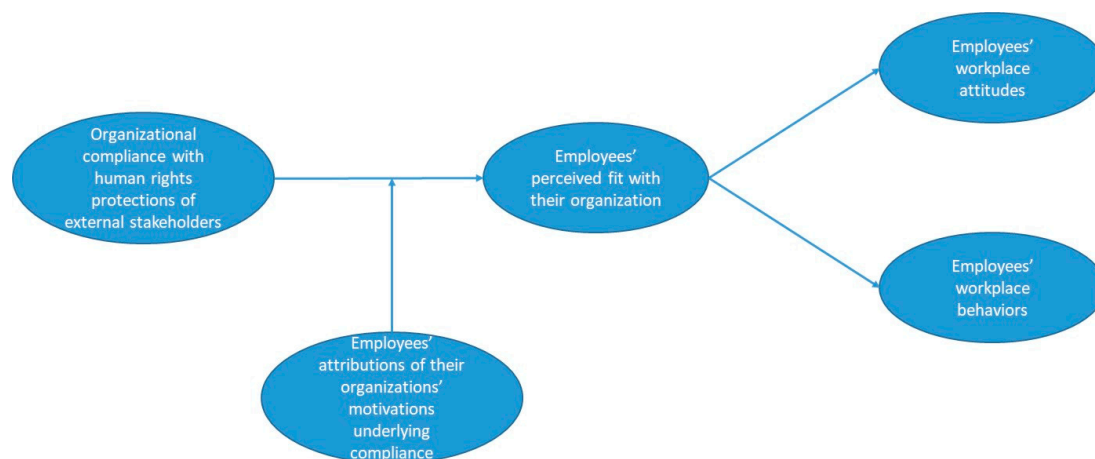 Employees'
workplace
attitudes
Organizational
compliance with
human rights
protections of
external stakeholders
Employees'
perceived fit with
their organization
Employees'
workplace
behaviors
Employees'
attributions of their
organizations'
motivations
underlying
compliance